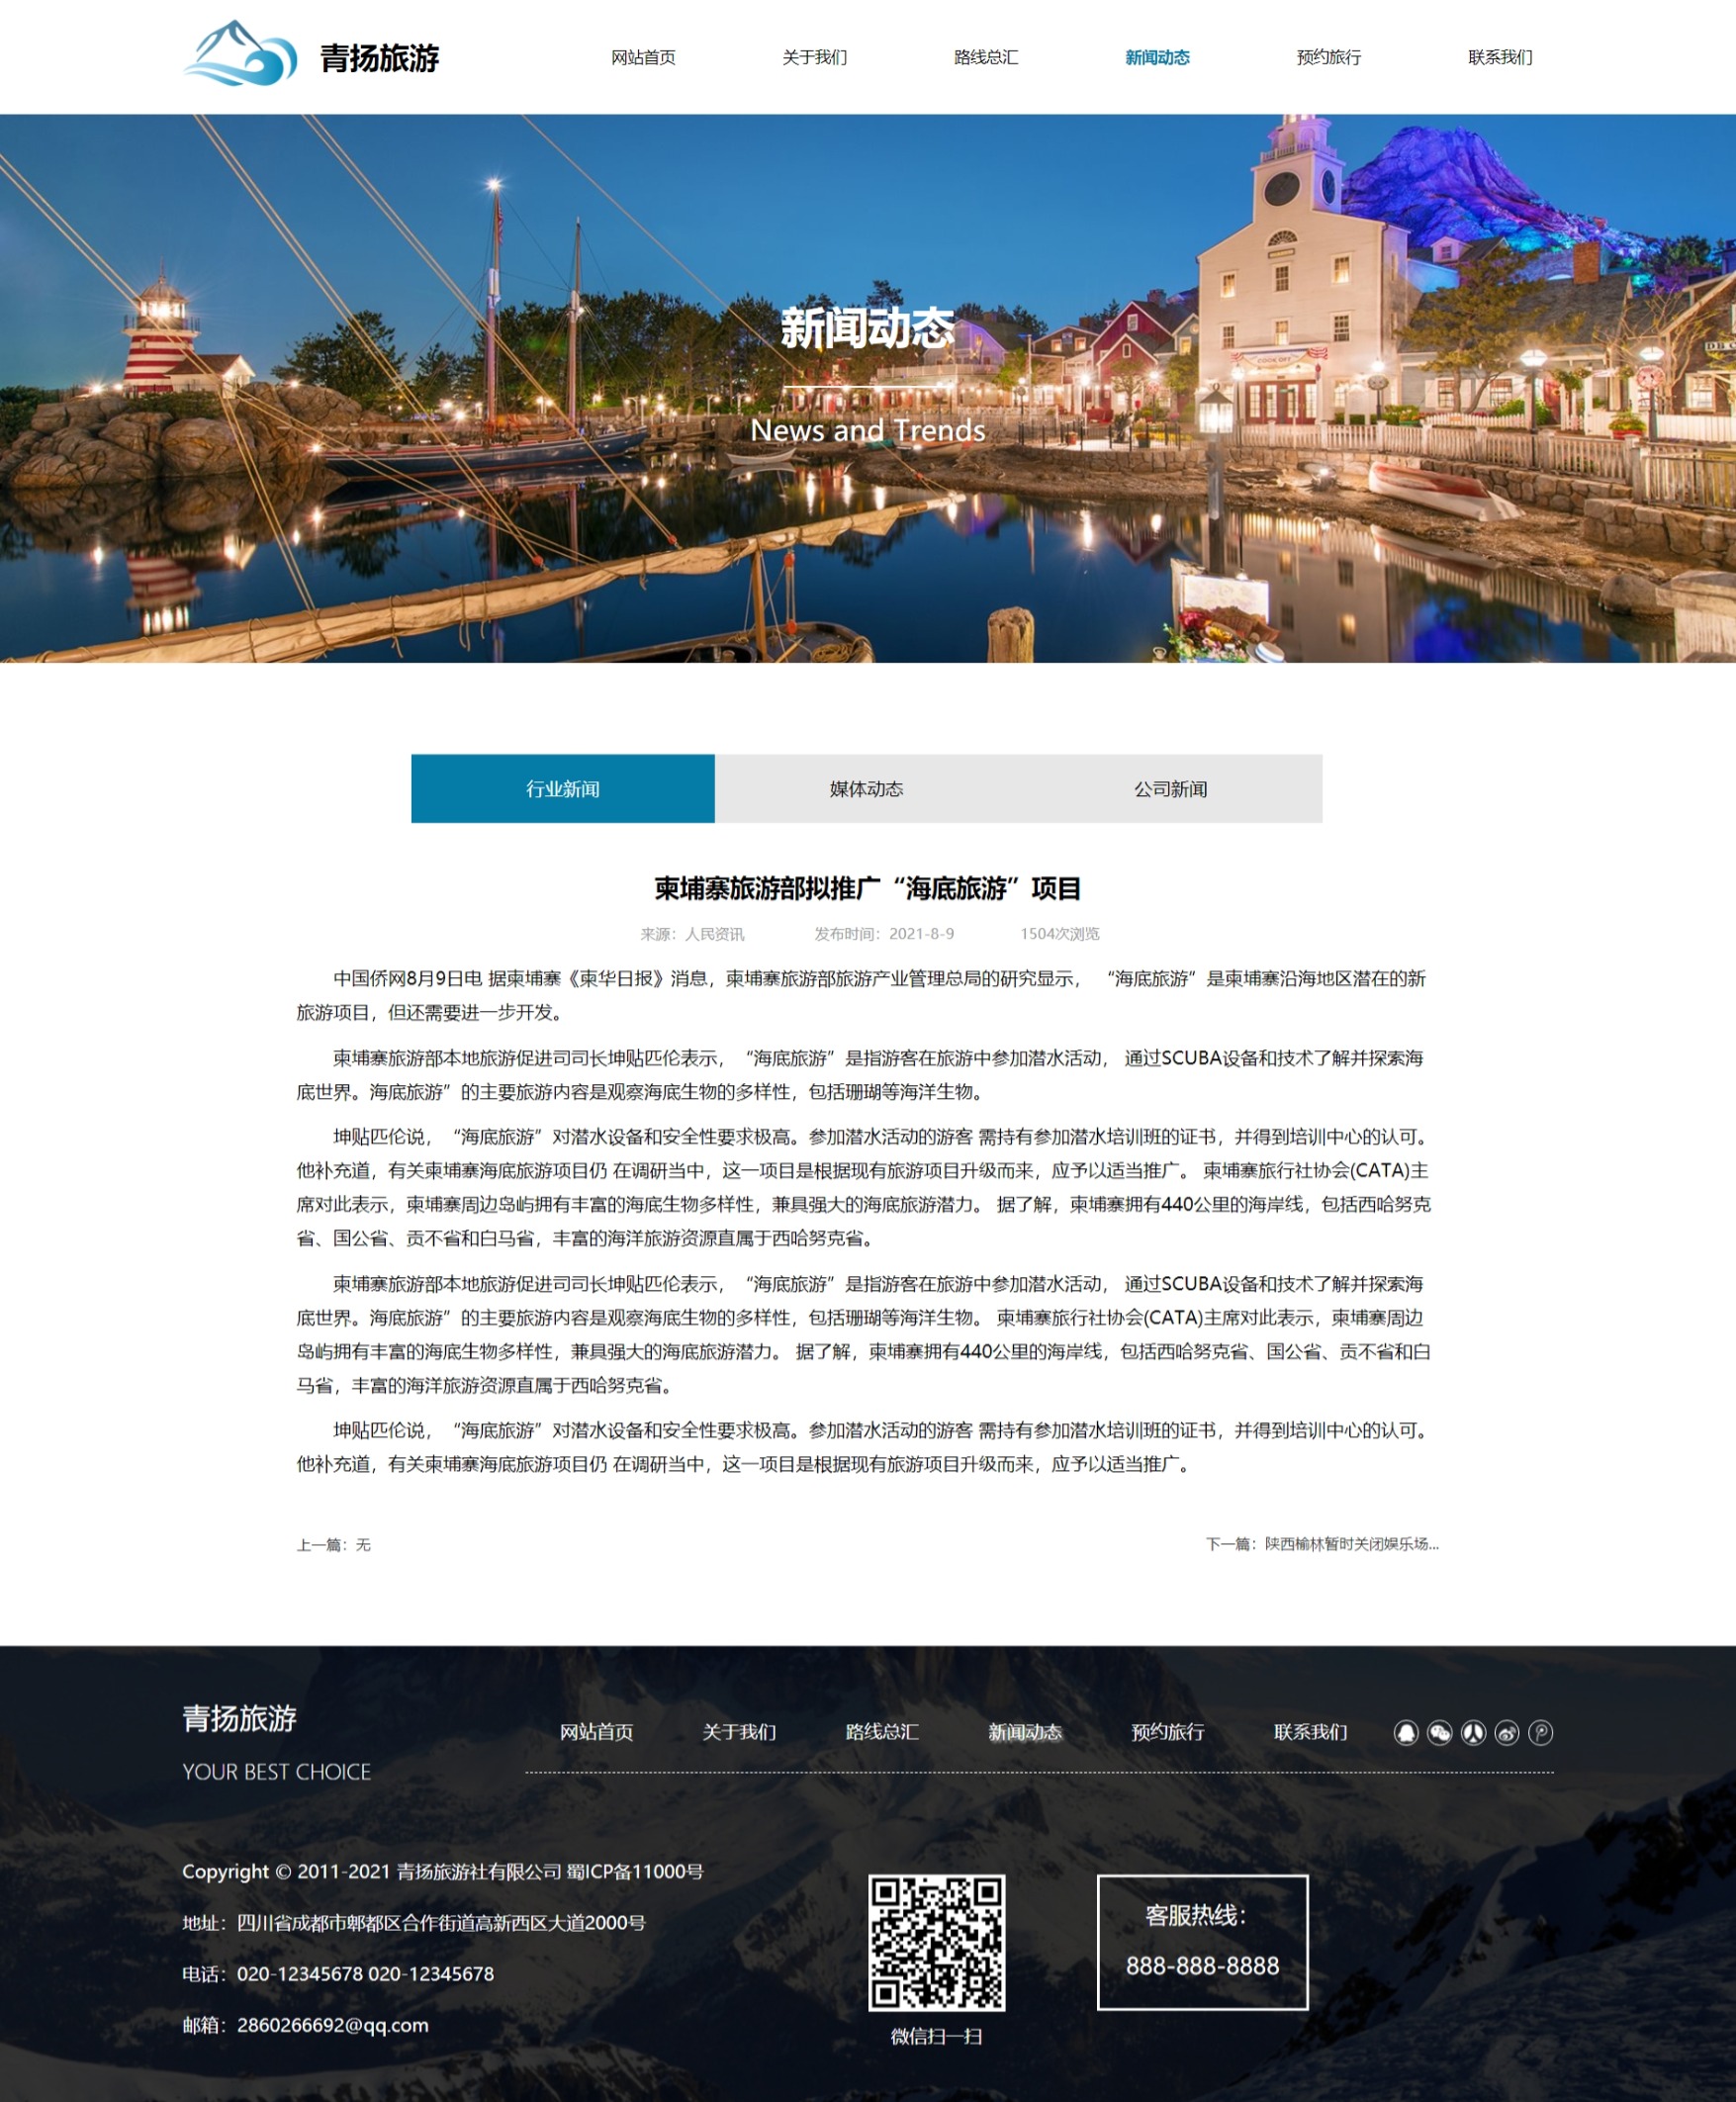 青扬旅游
网站首页 关于我们 路线总汇 新闻动态 预约旅行 联系我们
新闻动态
COOK OFF
News and Trends
行业新闻 媒体动态 公司新闻
柬埔寨旅游部拟推广“海底旅游”项目
来源：人民资讯 发布时间：2021-8-9 1504次浏览
中国侨网8月9日电 据柬埔寨《柬华日报》消息，柬埔寨旅游部旅游产业管理总局的研究显示， “海底旅游”是柬埔寨沿海地区潜在的新
旅游项目，但还需要进一步开发。
柬埔寨旅游部本地旅游促进司司长坤贴匹伦表示，“海底旅游”是指游客在旅游中参加潜水活动， 通过SCUBA设备和技术了解并探索海
底世界。海底旅游”的主要旅游内容是观察海底生物的多样性，包括珊瑚等海洋生物。
坤贴匹伦说，“海底旅游”对潜水设备和安全性要求极高。参加潜水活动的游客 需持有参加潜水培训班的证书，并得到培训中心的认可。
他补充道，有关柬埔寨海底旅游项目仍 在调研当中，这一项目是根据现有旅游项目升级而来，应予以适当推广。 柬埔寨旅行社协会(CATA)主
席对此表示，柬埔寨周边岛屿拥有丰富的海底生物多样性，兼具强大的海底旅游潜力。 据了解，柬埔寨拥有440公里的海岸线，包括西哈努克
省、国公省、贡不省和白马省，丰富的海洋旅游资源直属于西哈努克省。
柬埔寨旅游部本地旅游促进司司长坤贴匹伦表示，“海底旅游”是指游客在旅游中参加潜水活动， 通过SCUBA设备和技术了解并探索海
底世界。海底旅游”的主要旅游内容是观察海底生物的多样性，包括珊瑚等海洋生物。 柬埔寨旅行社协会(CATA)主席对此表示，柬埔寨周边
岛屿拥有丰富的海底生物多样性，兼具强大的海底旅游潜力。 据了解，柬埔寨拥有440公里的海岸线，包括西哈努克省、国公省、贡不省和白
马省，丰富的海洋旅游资源直属于西哈努克省。
坤贴匹伦说，“海底旅游”对潜水设备和安全性要求极高。参加潜水活动的游客 需持有参加潜水培训班的证书，并得到培训中心的认可。
他补充道，有关柬埔寨海底旅游项目仍 在调研当中，这一项目是根据现有旅游项目升级而来，应予以适当推广。
上一篇：无 下一篇：陕西榆林暂时关闭娱乐场...
青扬旅游
网站首页 关于我们 路线总汇 新闻动态 预约旅行 联系我们
YOUR BEST CHOICE
Copyright © 2011-2021 青扬旅游社有限公司 蜀ICP备11000号
地址：四川省成都市郫都区合作街道高新西区大道2000号
电话：020-12345678 020-12345678
邮箱：2860266692@qq.com
微信扫一扫
客服热线：
888-888-8888